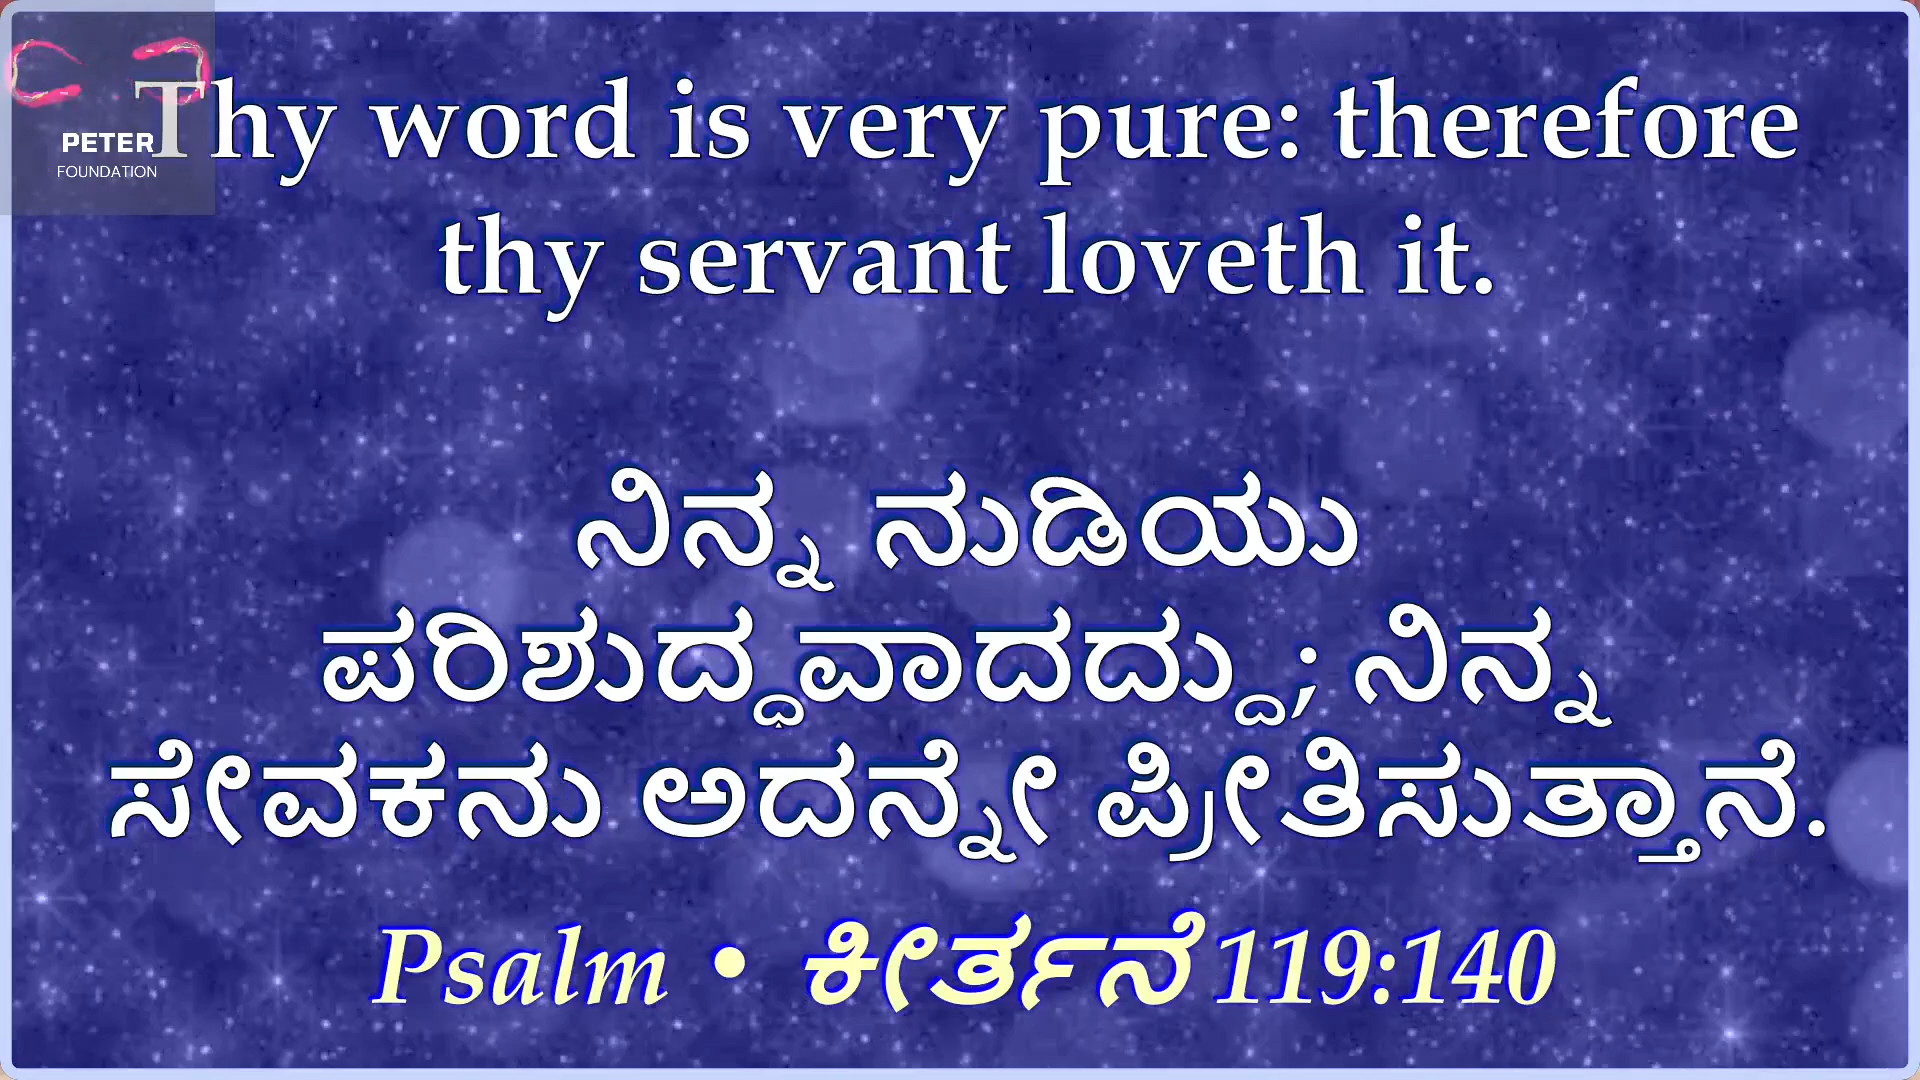 Thy word is very pure: therefore
thy servant loveth it.
PETER
FOUNDATION
ನಿನ್ನ ನುಡಿಯು
ಪರಿಶುದ್ಧವಾದದ್ದು; ನಿನ್ನ
ಸೇವಕನು ಅದನ್ನೇ ಪ್ರೀತಿಸುತ್ತಾನೆ.
Psalm • ಕೀರ್ತನೆ 119:140